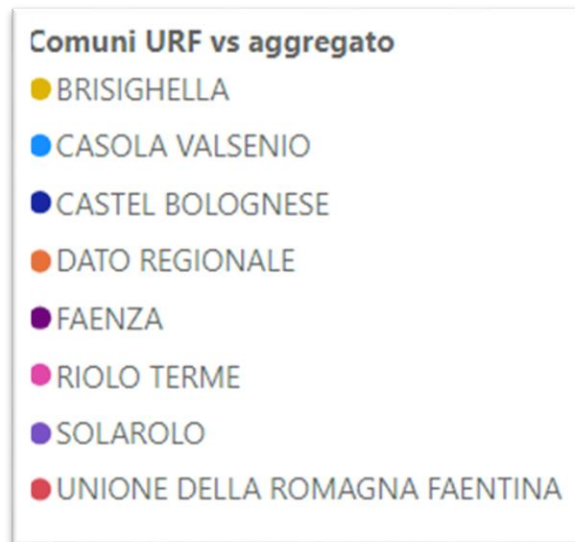 Comuni URF vs aggregato
BRISIGHELLA
CASOLA VALSENIO
CASTEL BOLOGNESE
DATO REGIONALE
FAENZA
RIOLO TERME
SOLAROLO
UNIONE DELLA ROMAGNA FAENTINA